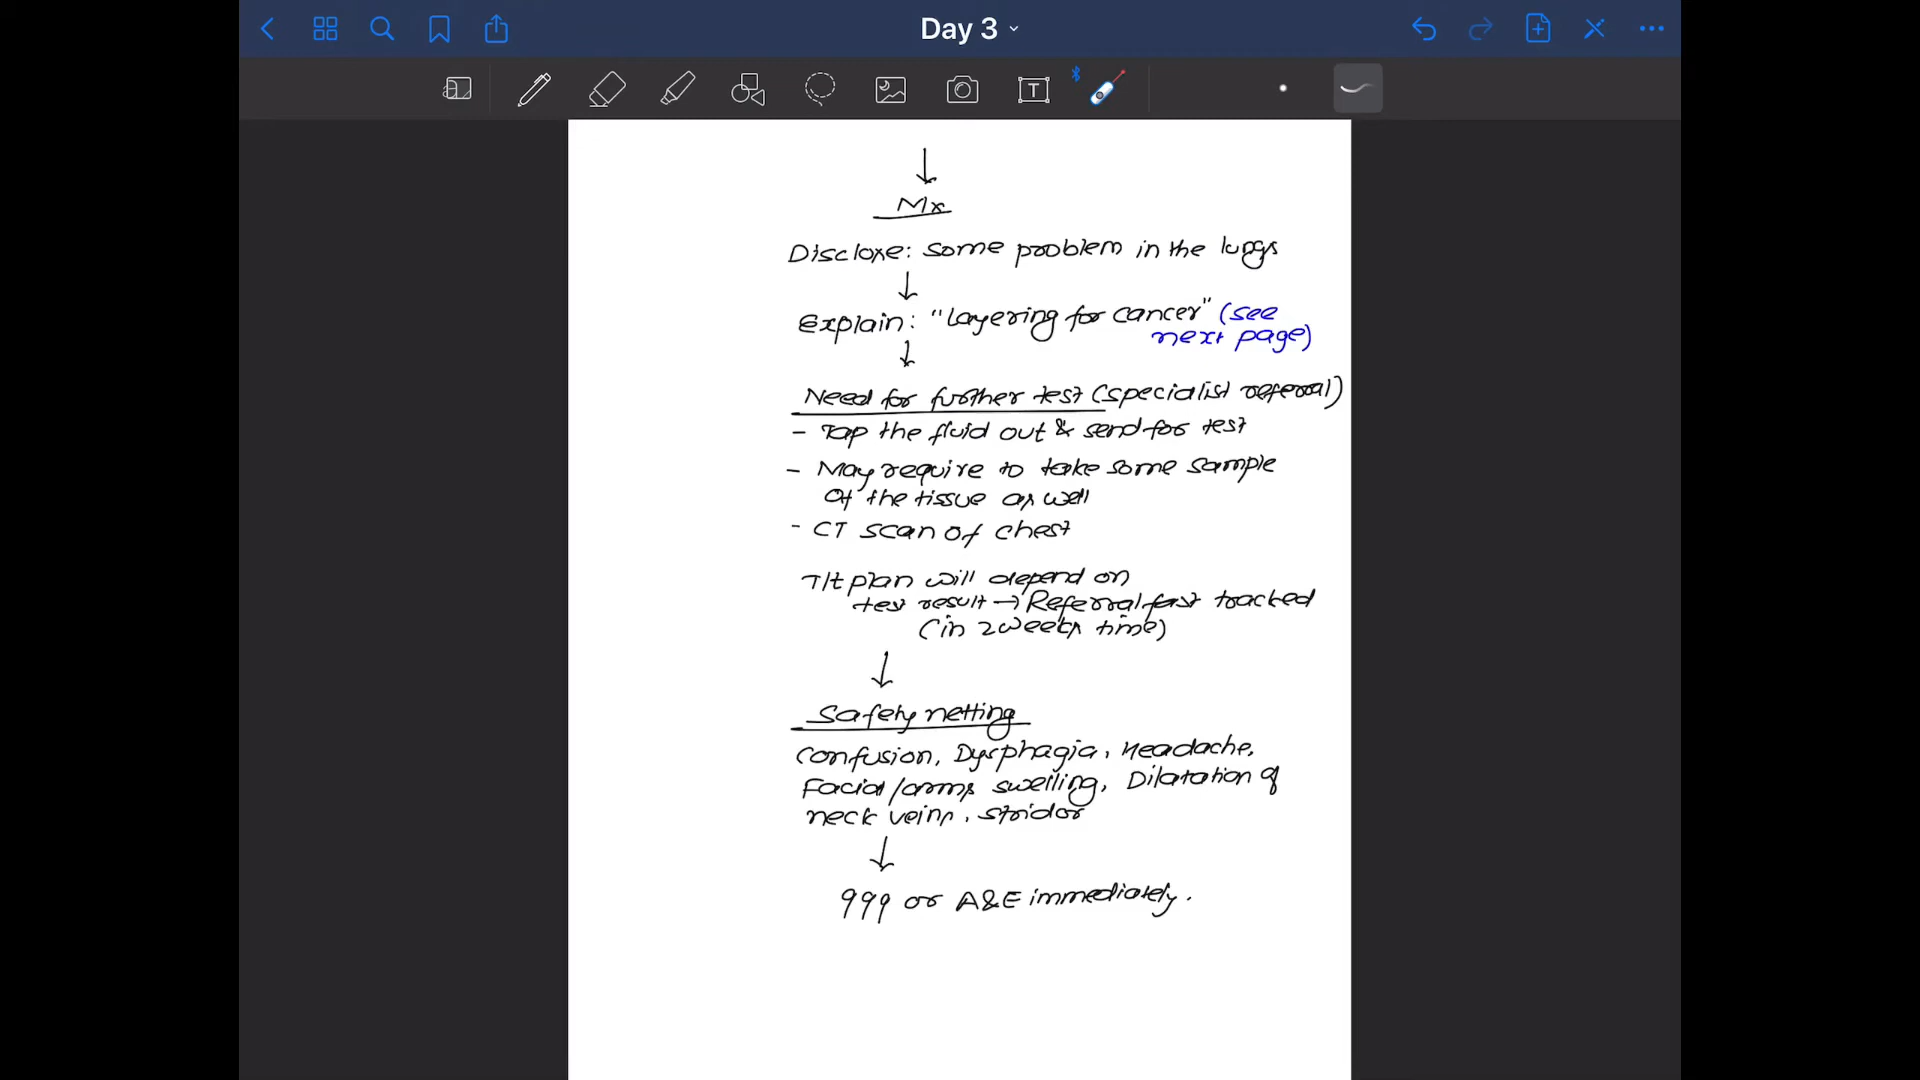 Day 3
Mx
Disclose: some problem in the lungs
Explain: "layering for cancer" (see
next page)
Need for further test (specialist referral)
- Tap the fluid out & send for test
- May require to take some sample
of the tissue as well
- CT scan of chest
T/t plan will depend on
test result → Referral fast tracked
(in 2 weeks time)
Safety netting
Confusion, Dysphagia, Headache,
Facial/arms swelling, Dilatation of
neck veins, stridor
999 or A&E immediately.